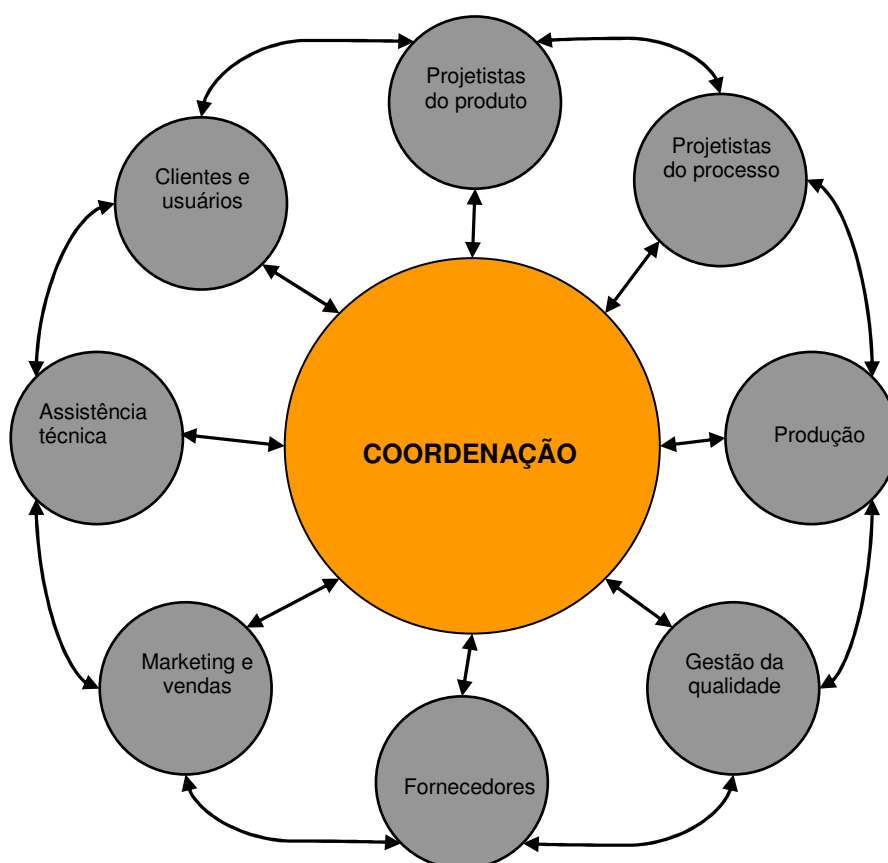 Projetistas
do produto
Projetistas
do processo
Clientes e
usuários
Assistência
técnica
COORDENAÇÃO
Produção
Marketing e
vendas
Gestão da
qualidade
Fornecedores